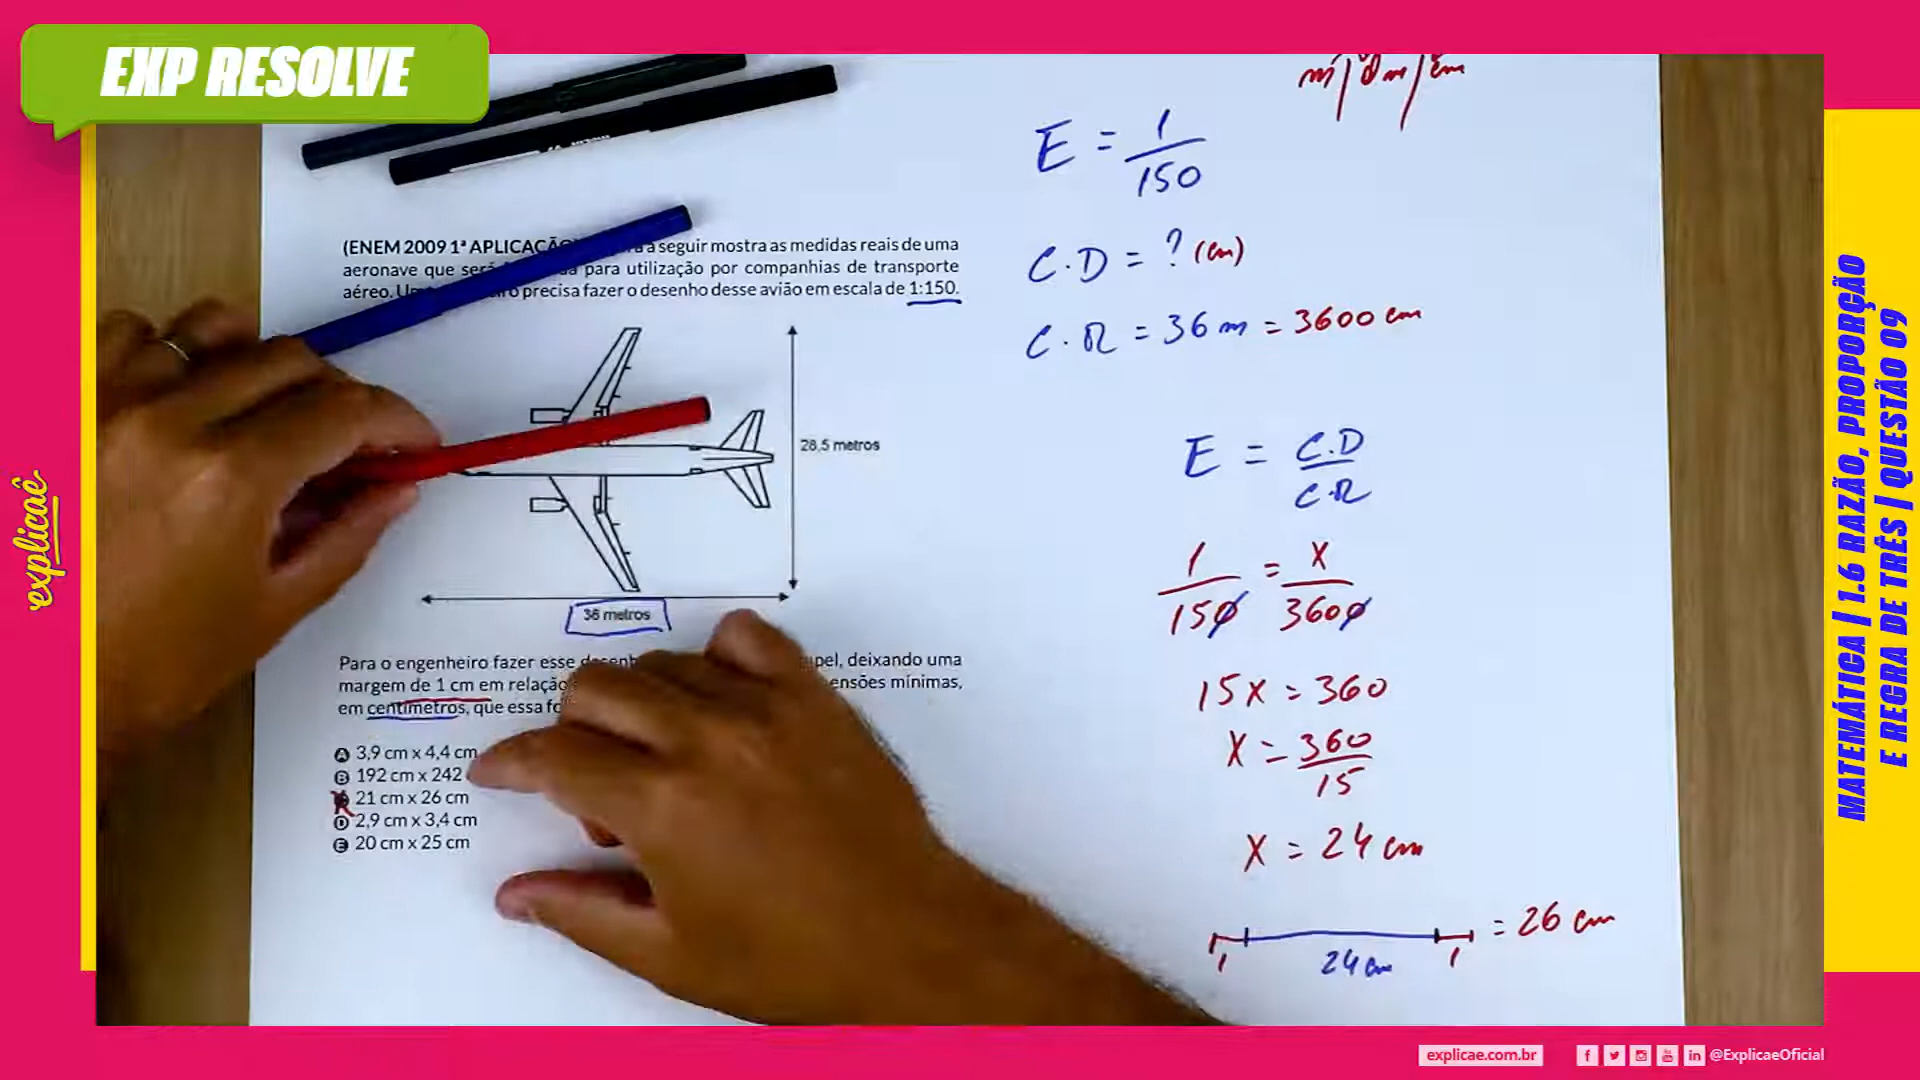 EXP RESOLVE
m/dm/cm
E = 1/150
C.D = ? (cm)
C.R = 36 m = 3600 cm
E = C.D/C.R
1/150 = X/3600
15X = 360
X = 360/15
X = 24 cm
1 24 cm 1 = 26 cm
(ENEM 2009 1ª APLICAÇÃO a seguir mostra as medidas reais de uma
aeronave que será para utilização por companhias de transporte
aéreo. precisa fazer o desenho desse avião em escala de 1:150.
28,5 metros
36 metros
Para o engenheiro fazer esse deixando uma
margem de 1 cm em relação mínimas,
em centímetros, que essa
A 3,9 cm x 4,4 cm
B 192 cm x 242
21 cm x 26 cm
D 2,9 cm x 3,4 cm
E 20 cm x 25 cm
explicaê
MATEMÁTICA | 1.6 RAZÃO, PROPORÇÃO
E REGRA DE TRÊS | QUESTÃO 09
explicae.com.br
@ExplicaeOficial